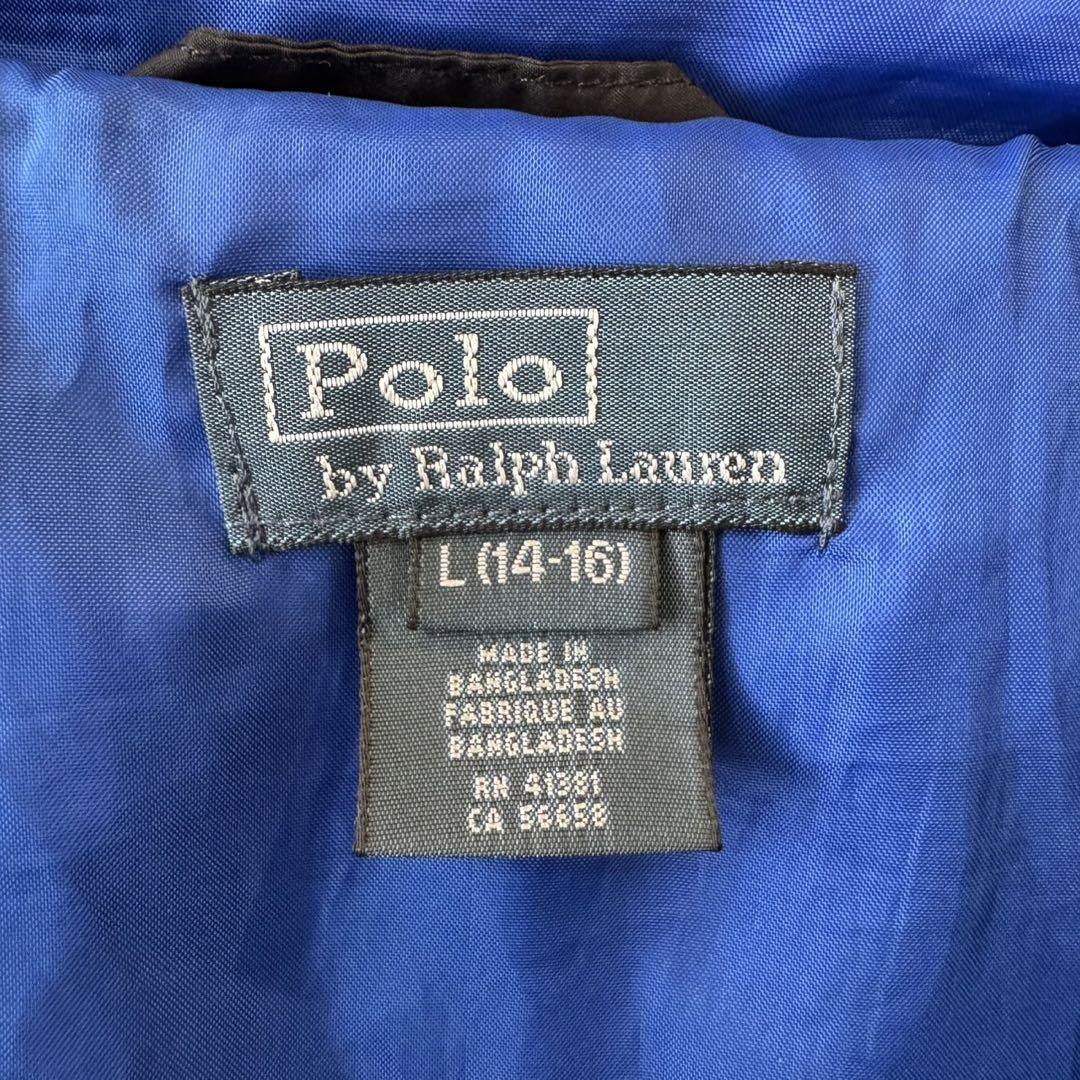 Polo
by Ralph Lauren
L (14-16)
MADE IN
BANGLADESH
FABRIQUE AU
BANGLADESH
RN 41381
CA 56658